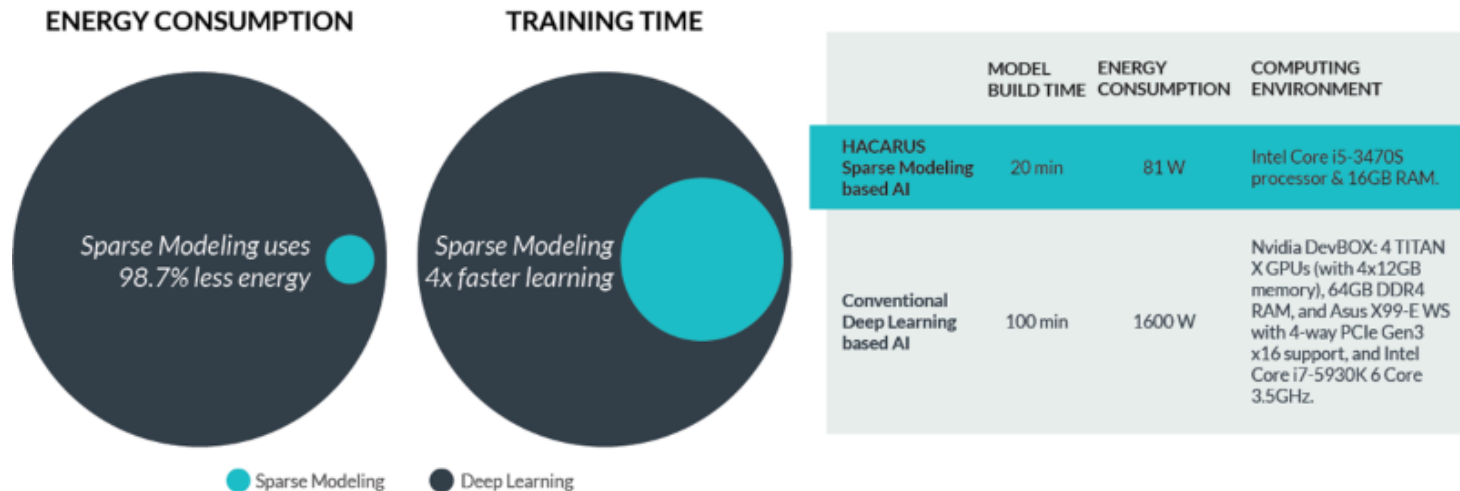 ENERGY CONSUMPTION
Sparse Modeling uses
98.7% less energy
TRAINING TIME
Sparse Modeling
4x faster learning
Sparse Modeling
Deep Learning
MODEL
BUILD TIME
ENERGY
CONSUMPTION
COMPUTING
ENVIRONMENT
HACARUS
Sparse Modeling
based AI
20 min
81 W
Intel Core i5-3470S
processor & 16GB RAM.
Conventional
Deep Learning
based AI
100 min
1600 W
Nvidia DevBOX: 4 TITAN
X GPUs (with 4x12GB
memory), 64GB DDR4
RAM, and Asus X99-E WS
with 4-way PCIe Gen3
x16 support, and Intel
Core i7-5930K 6 Core
3.5GHz.